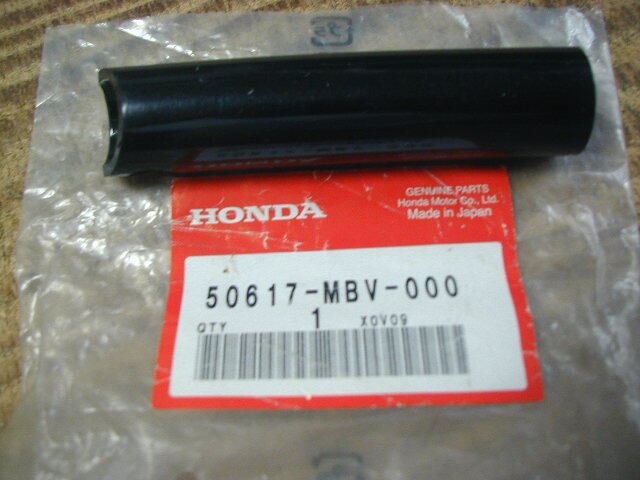 HONDA
GENUINE PARTS
Honda Motor Co., Ltd.
Made in Japan
50617-MBV-000
QTY 1 X0V09